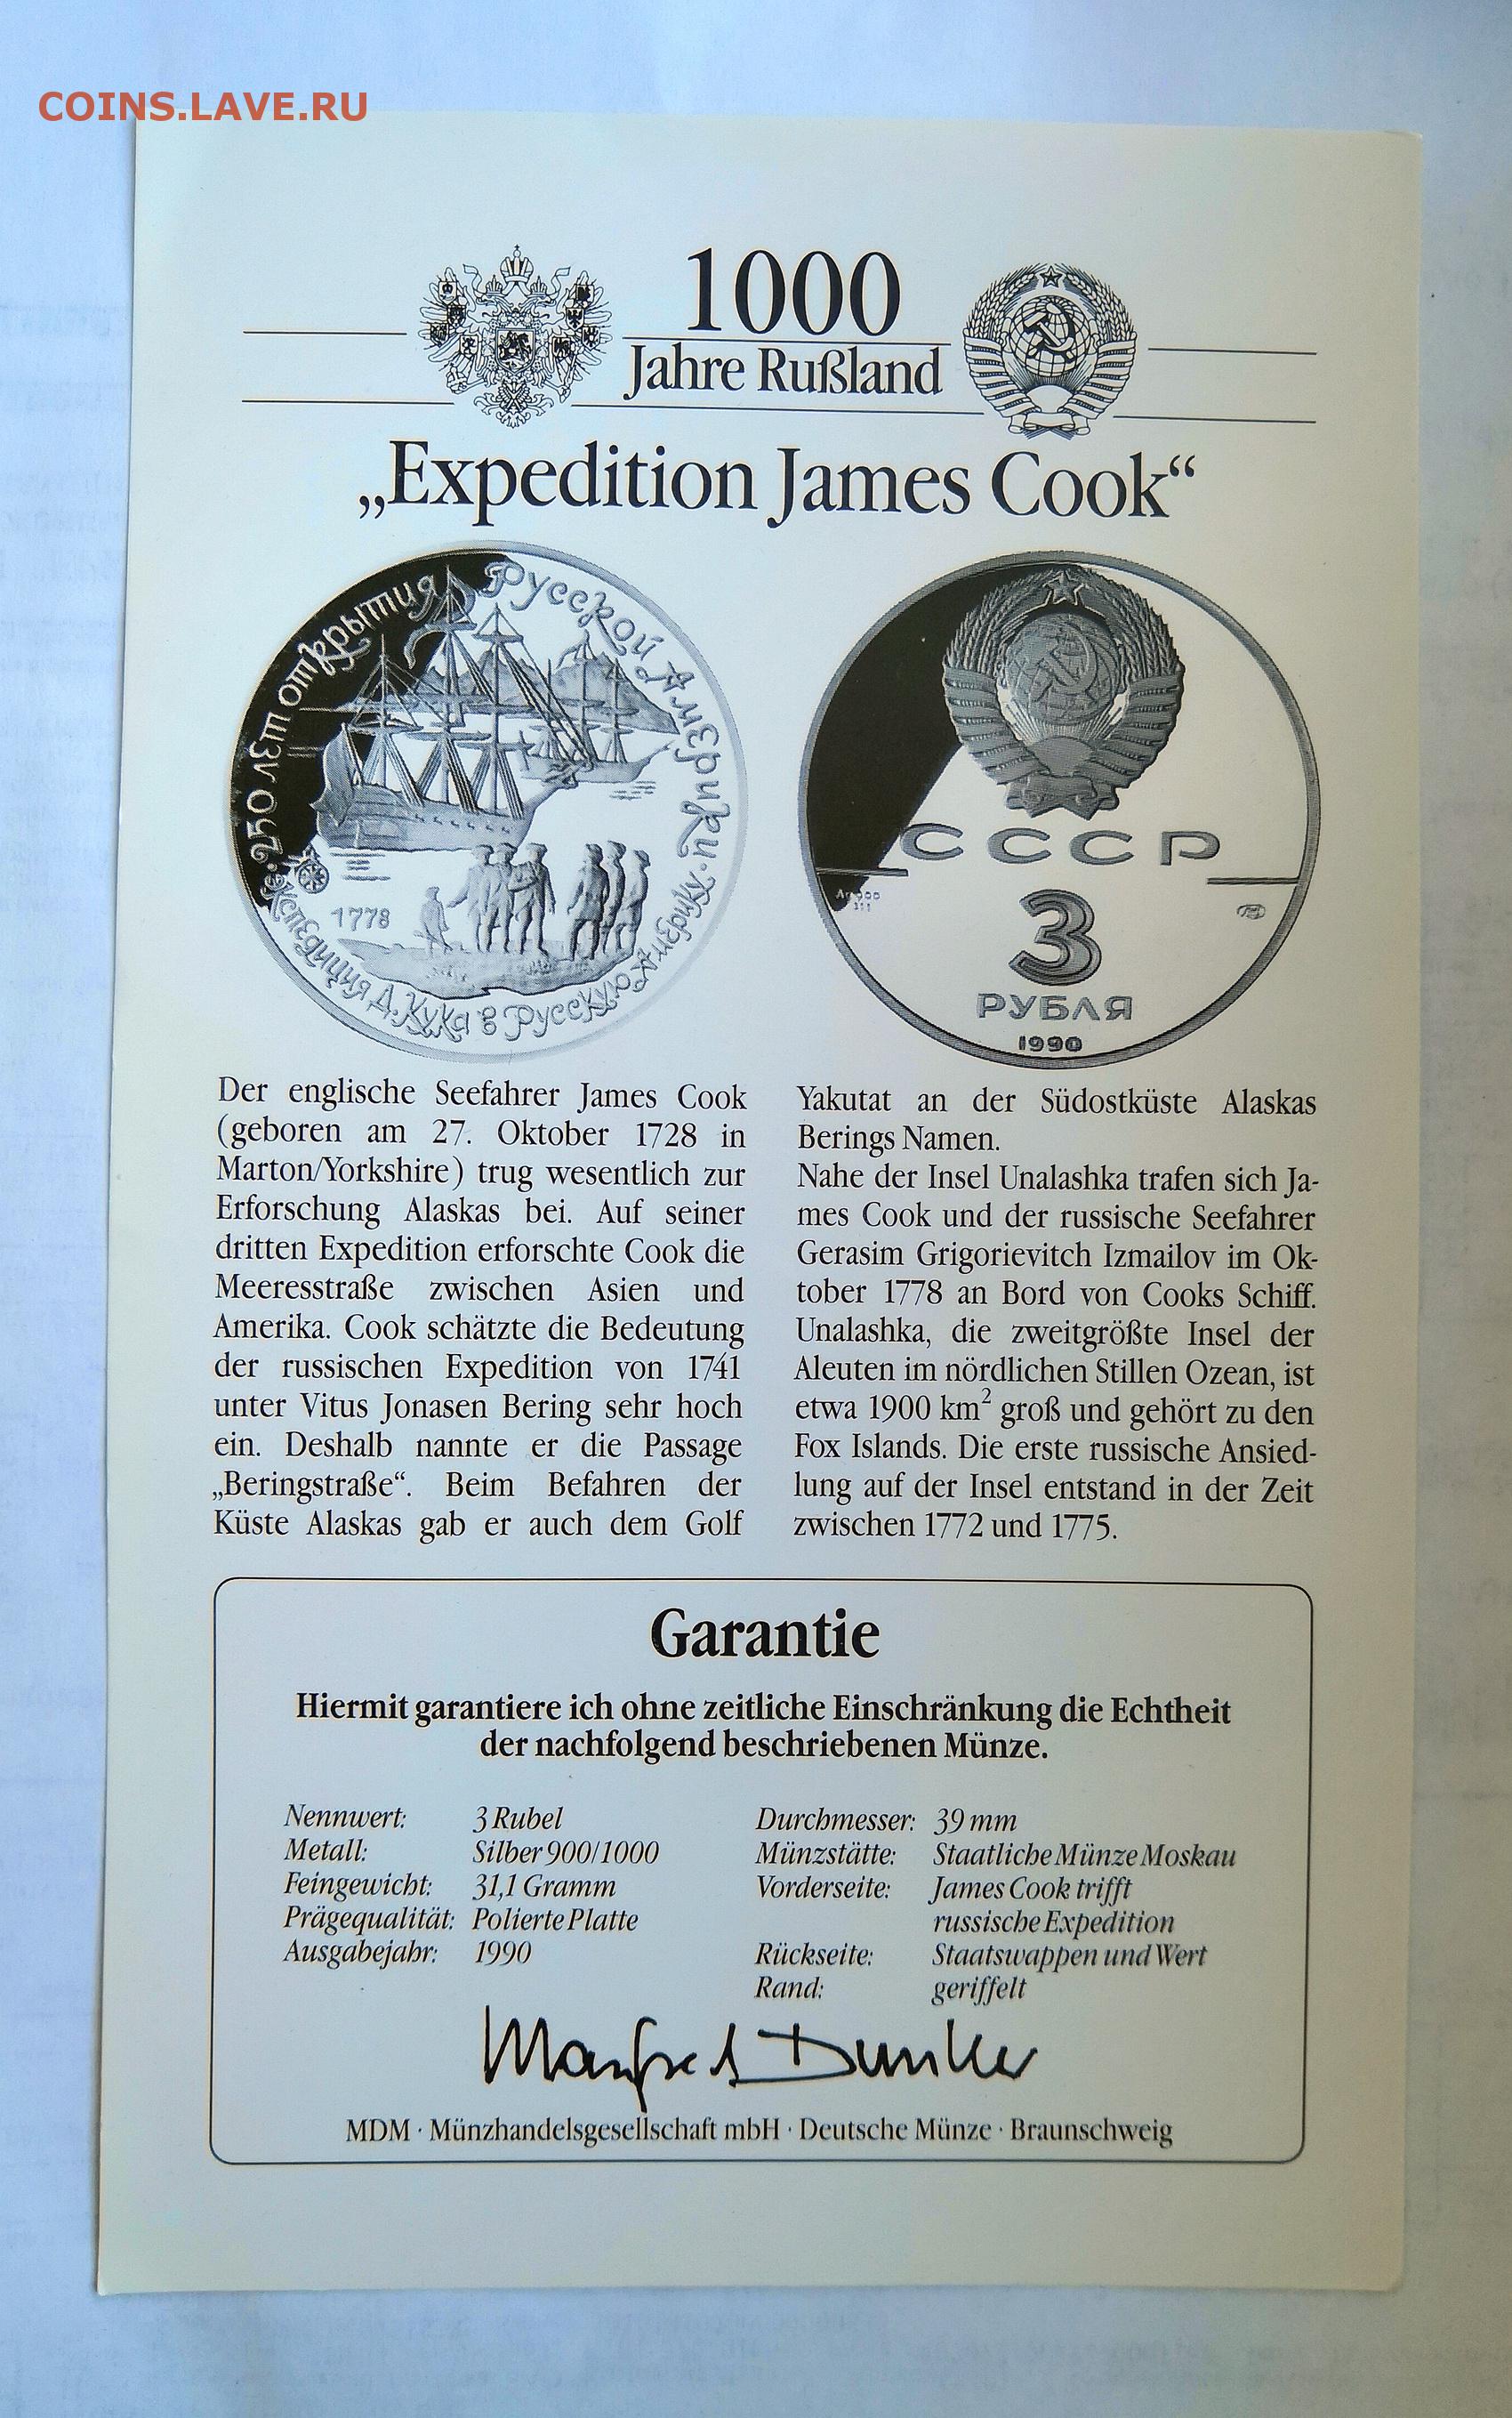 COINS.LAVE.RU
1000
Jahre Rußland
„Expedition James Cook“
·250 лет открытия Русской Америки·
Экспедиция Д. Кука в Русскую Америку·
1778
СССР
Ag 900
31,1
3
РУБЛЯ
1990
Der englische Seefahrer James Cook
(geboren am 27. Oktober 1728 in
Marton/Yorkshire) trug wesentlich zur
Erforschung Alaskas bei. Auf seiner
dritten Expedition erforschte Cook die
Meeresstraße zwischen Asien und
Amerika. Cook schätzte die Bedeutung
der russischen Expedition von 1741
unter Vitus Jonasen Bering sehr hoch
ein. Deshalb nannte er die Passage
„Beringstraße“. Beim Befahren der
Küste Alaskas gab er auch dem Golf
Yakutat an der Südostküste Alaskas
Berings Namen.
Nahe der Insel Unalashka trafen sich Ja-
mes Cook und der russische Seefahrer
Gerasim Grigorievitch Izmailov im Ok-
tober 1778 an Bord von Cooks Schiff.
Unalashka, die zweitgrößte Insel der
Aleuten im nördlichen Stillen Ozean, ist
etwa 1900 km² groß und gehört zu den
Fox Islands. Die erste russische Ansied-
lung auf der Insel entstand in der Zeit
zwischen 1772 und 1775.
Garantie
Hiermit garantiere ich ohne zeitliche Einschränkung die Echtheit
der nachfolgend beschriebenen Münze.
Nennwert: 3 Rubel
Metall: Silber 900/1000
Feingewicht: 31,1 Gramm
Prägequalität: Polierte Platte
Ausgabejahr: 1990
Durchmesser: 39 mm
Münzstätte: Staatliche Münze Moskau
Vorderseite: James Cook trifft
russische Expedition
Rückseite: Staatswappen und Wert
Rand: geriffelt
MDM · Münzhandelsgesellschaft mbH · Deutsche Münze · Braunschweig